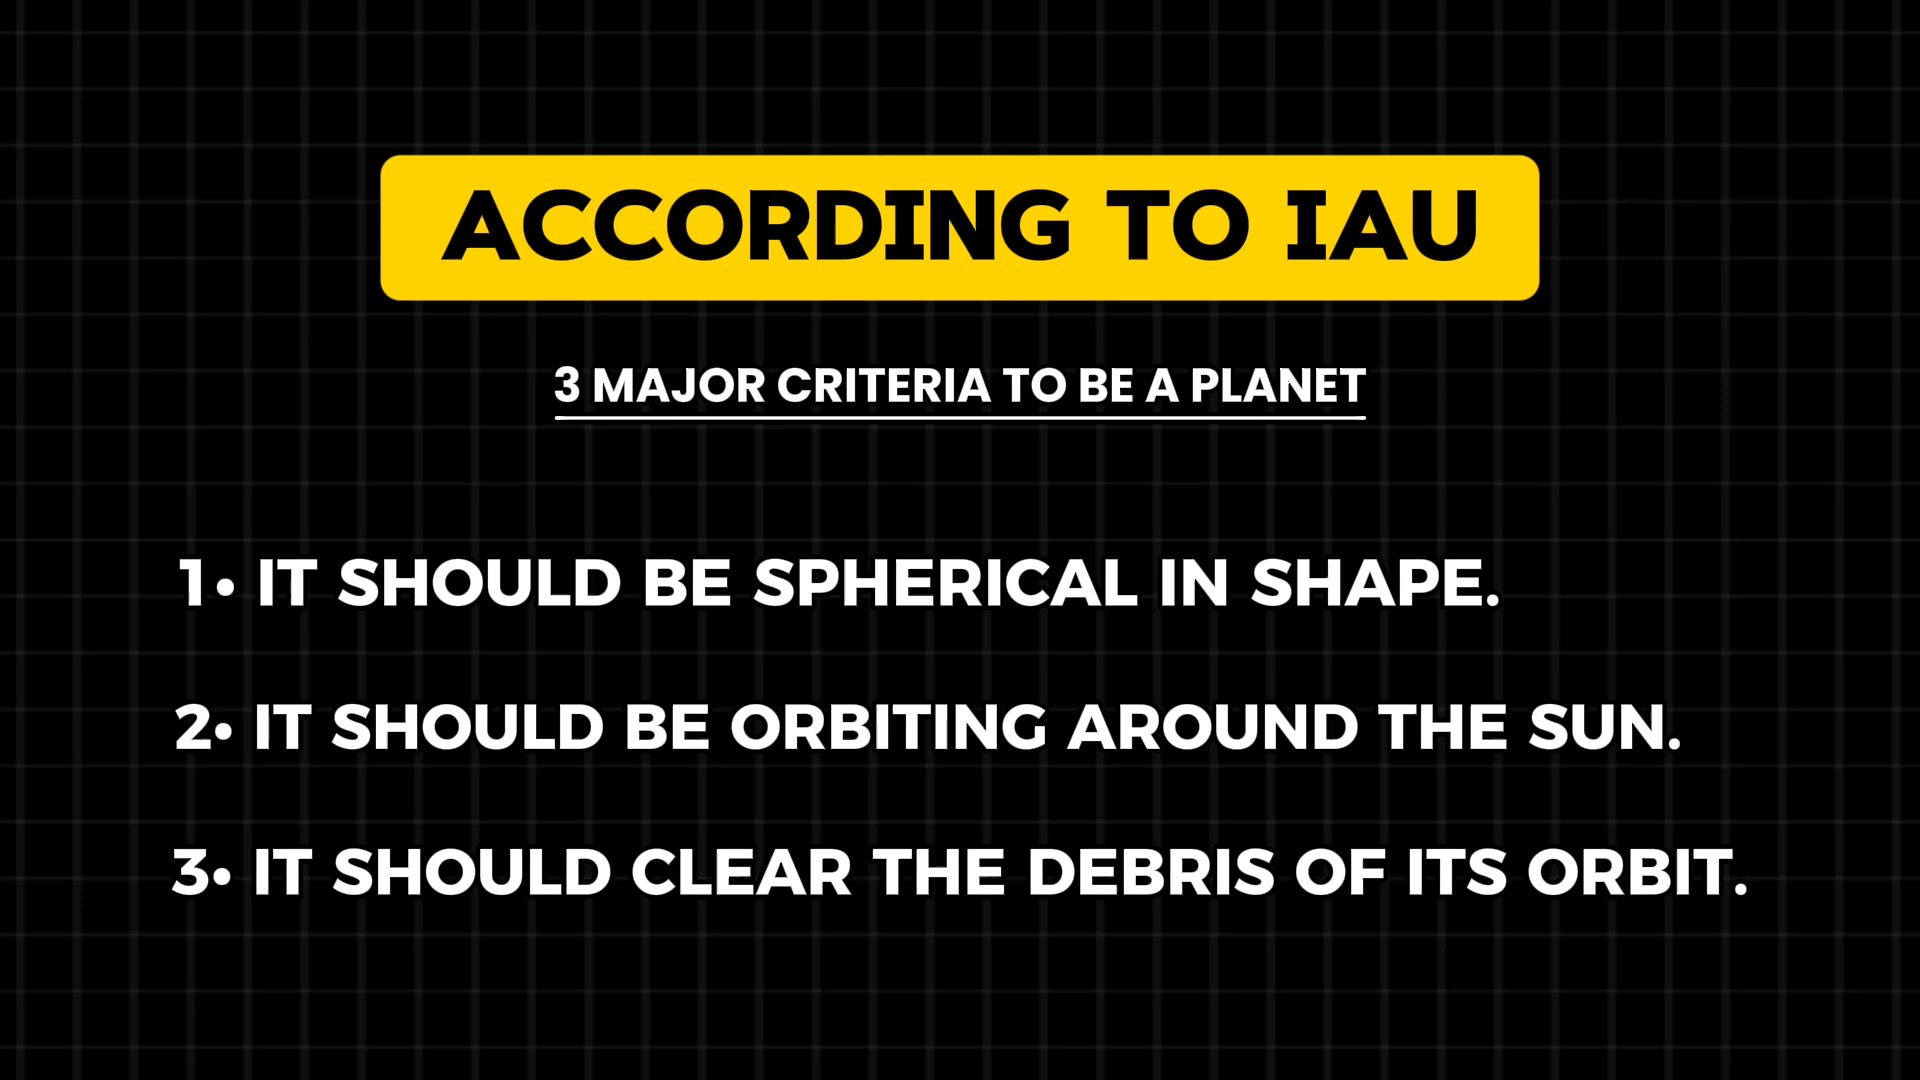 ACCORDING TO IAU
3 MAJOR CRITERIA TO BE A PLANET
1• IT SHOULD BE SPHERICAL IN SHAPE.
2• IT SHOULD BE ORBITING AROUND THE SUN.
3• IT SHOULD CLEAR THE DEBRIS OF ITS ORBIT.